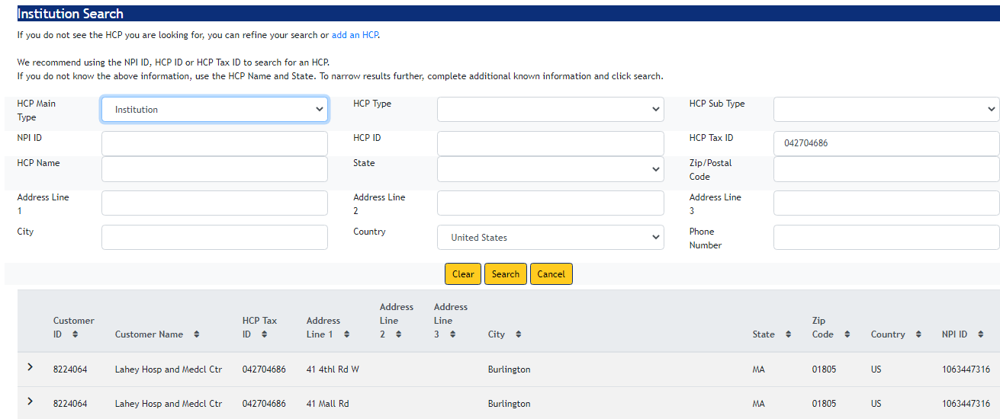 Institution Search
If you do not see the HCP you are looking for, you can refine your search or add an HCP.
We recommend using the NPI ID, HCP ID or HCP Tax ID to search for an HCP.
If you do not know the above information, use the HCP Name and State. To narrow results further, complete additional known information and click search.
HCP Main Type Institution HCP Type HCP Sub Type
NPI ID HCP ID HCP Tax ID 042704686
HCP Name State Zip/Postal Code
Address Line 1 Address Line 2 Address Line 3
City Country United States Phone Number
Clear Search Cancel
Customer ID Customer Name HCP Tax ID Address Line 1 Address Line 2 Address Line 3 City State Zip Code Country NPI ID
8224064 Lahey Hosp and Medcl Ctr 042704686 41 4thl Rd W Burlington MA 01805 US 1063447316
8224064 Lahey Hosp and Medcl Ctr 042704686 41 Mall Rd Burlington MA 01805 US 1063447316